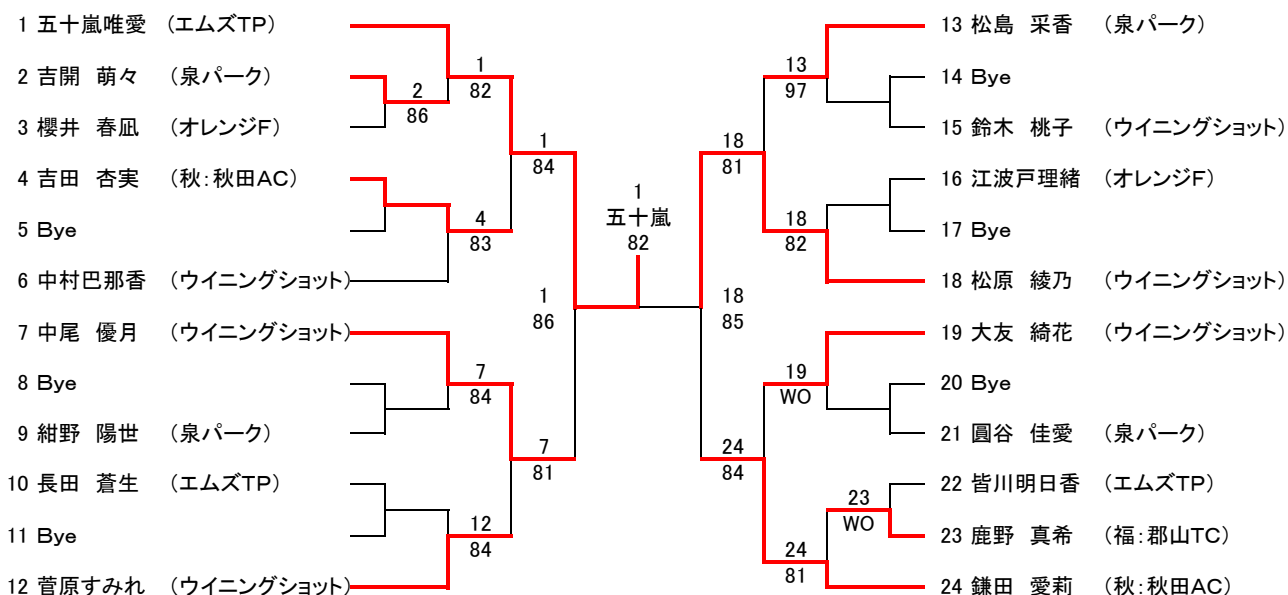 1 五十嵐唯愛 (エムズTP)
2 吉開 萌々 (泉パーク)
3 櫻井 春凪 (オレンジF)
4 吉田 杏実 (秋:秋田AC)
5 Bye
6 中村巴那香 (ウイニングショット)
7 中尾 優月 (ウイニングショット)
8 Bye
9 紺野 陽世 (泉パーク)
10 長田 蒼生 (エムズTP)
11 Bye
12 菅原すみれ (ウイニングショット)
2
86
1
82
4
83
7
84
12
84
1
84
7
81
1
86
1
五十嵐
82
18
85
18
81
24
84
13
97
18
82
19
WO
24
81
23
WO
13 松島 采香 (泉パーク)
14 Bye
15 鈴木 桃子 (ウイニングショット)
16 江波戸理緒 (オレンジF)
17 Bye
18 松原 綾乃 (ウイニングショット)
19 大友 綺花 (ウイニングショット)
20 Bye
21 圓谷 佳愛 (泉パーク)
22 皆川明日香 (エムズTP)
23 鹿野 真希 (福:郡山TC)
24 鎌田 愛莉 (秋:秋田AC)